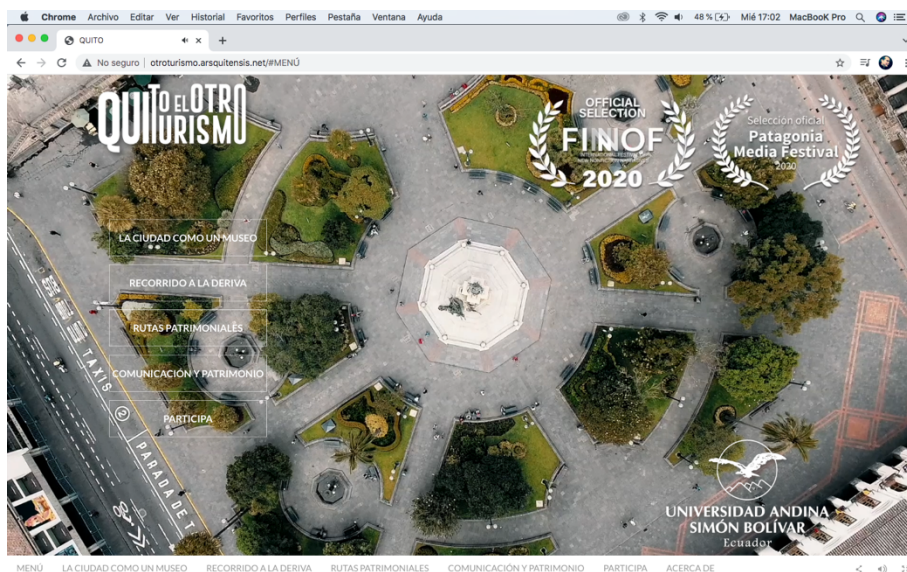 Chrome Archivo Editar Ver Historial Favoritos Perfiles Pestaña Ventana Ayuda
48 % Mié 17:02 MacBooK Pro
QUITO
No seguro | otroturismo.arsquitensis.net/#MENÚ
QUITO EL OTRO TURISMO
OFFICIAL SELECTION
FINNOF
2020
Selección oficial
Patagonia
Media Festival
2020
LA CIUDAD COMO UN MUSEO
RECORRIDO A LA DERIVA
RUTAS PATRIMONIALES
COMUNICACIÓN Y PATRIMONIO
PARTICIPA
TAXIS
2
PARADA DE T
UNIVERSIDAD ANDINA
SIMÓN BOLÍVAR
Ecuador
MENÚ LA CIUDAD COMO UN MUSEO RECORRIDO A LA DERIVA RUTAS PATRIMONIALES COMUNICACIÓN Y PATRIMONIO PARTICIPA ACERCA DE